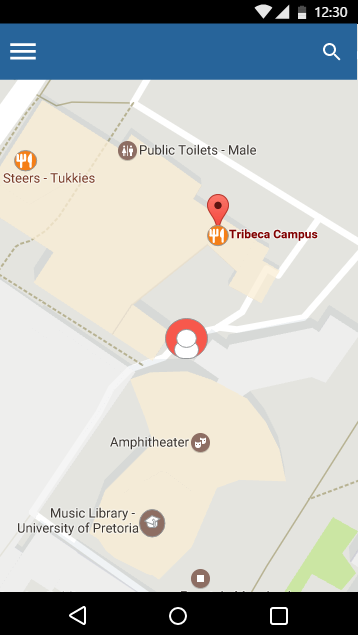 12:30
Public Toilets - Male
Steers - Tukkies
Tribeca Campus
Amphitheater
Music Library -
University of Pretoria